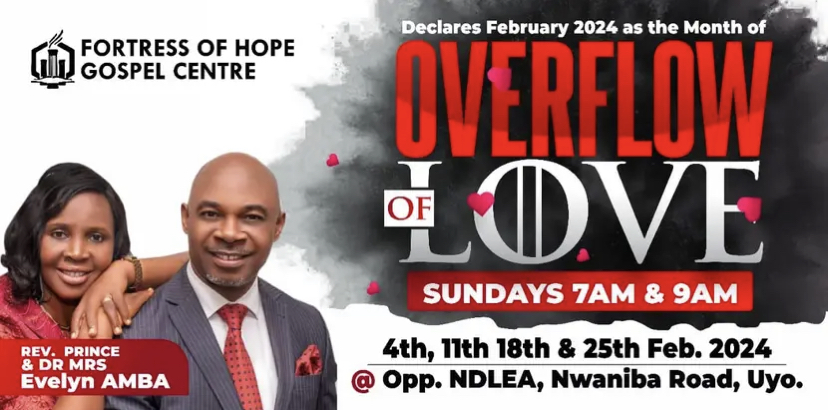 FORTRESS OF HOPE
GOSPEL CENTRE
Declares February 2024 as the Month of
OVERFLOW
OF LOVE
SUNDAYS 7AM & 9AM
4th, 11th 18th & 25th Feb. 2024
@ Opp. NDLEA, Nwaniba Road, Uyo.
REV. PRINCE
& DR MRS
Evelyn AMBA